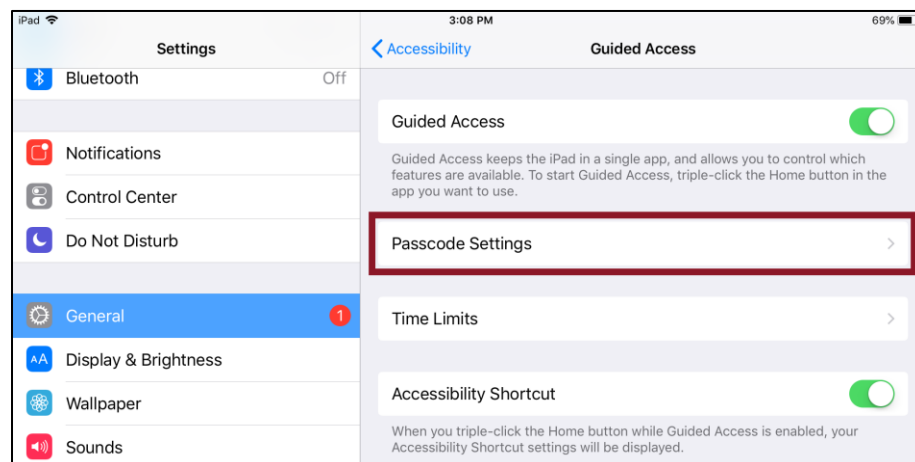 iPad 3:08 PM 69%
Settings
Bluetooth Off
Notifications
Control Center
Do Not Disturb
General 1
AA Display & Brightness
Wallpaper
Sounds
Accessibility Guided Access
Guided Access
Guided Access keeps the iPad in a single app, and allows you to control which
features are available. To start Guided Access, triple-click the Home button in the
app you want to use.
Passcode Settings
Time Limits
Accessibility Shortcut
When you triple-click the Home button while Guided Access is enabled, your
Accessibility Shortcut settings will be displayed.